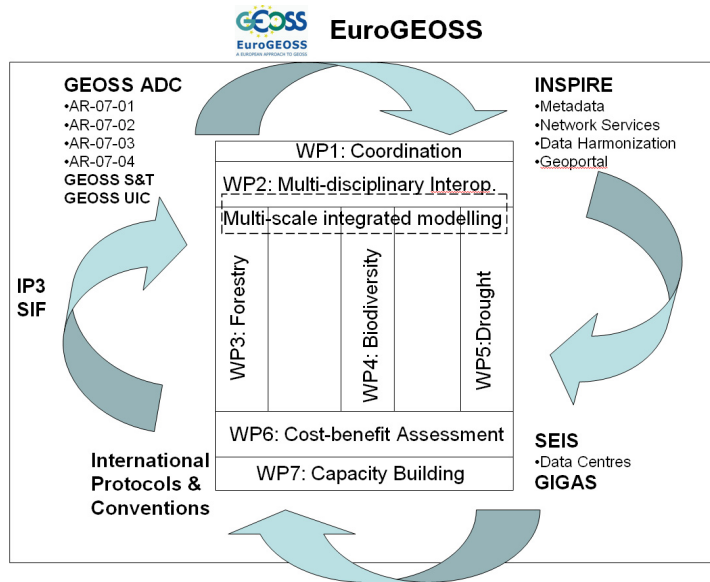 GEOSS
EuroGEOSS
A EUROPEAN APPROACH TO GEOSS
EuroGEOSS
GEOSS ADC
•AR-07-01
•AR-07-02
•AR-07-03
•AR-07-04
GEOSS S&T
GEOSS UIC
INSPIRE
•Metadata
•Network Services
•Data Harmonization
•Geoportal
WP1: Coordination
WP2: Multi-disciplinary Interop.
Multi-scale integrated modelling
WP3: Forestry
WP4: Biodiversity
WP5:Drought
WP6: Cost-benefit Assessment
WP7: Capacity Building
IP3
SIF
International
Protocols &
Conventions
SEIS
•Data Centres
GIGAS